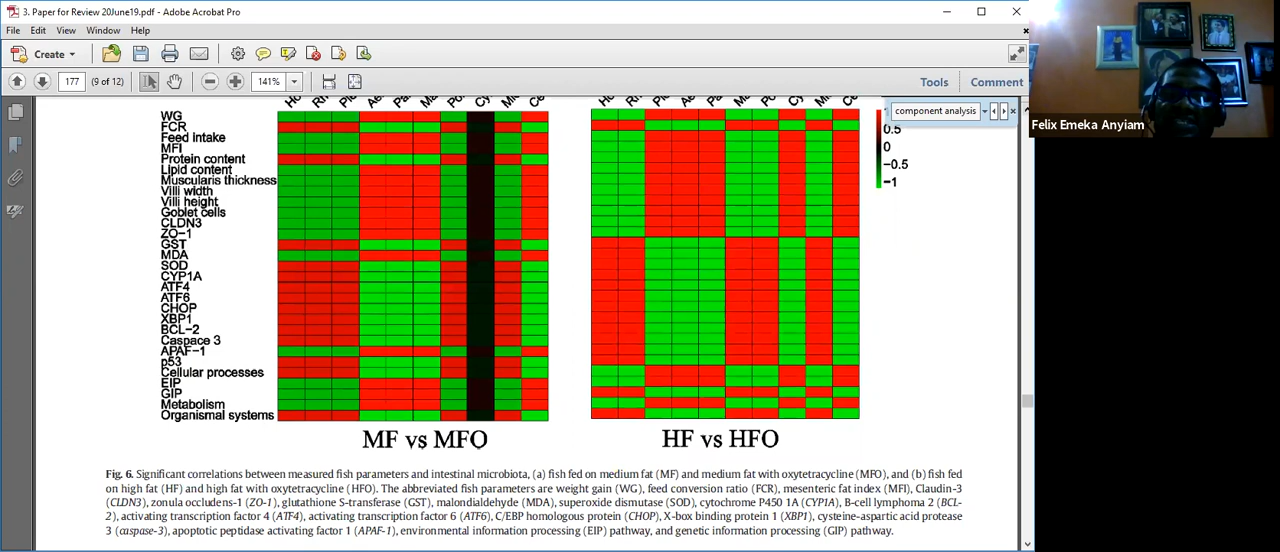 3. Paper for Review 20June19.pdf - Adobe Acrobat Pro
File Edit View Window Help
Create
177 (9 of 12) 141% Tools Comment
component analysis
Felix Emeka Anyiam
WG
FCR
Feed intake
MFI
Protein content
Lipid content
Muscularis thickness
Villi width
Villi height
Goblet cells
CLDN3
ZO-1
GST
MDA
SOD
CYP1A
ATF4
ATF6
CHOP
XBP1
BCL-2
Caspase 3
APAF-1
p53
Cellular processes
EIP
GIP
Metabolism
Organismal systems
0.5
0
-0.5
-1
MF vs MFO
HF vs HFO
Fig. 6. Significant correlations between measured fish parameters and intestinal microbiota, (a) fish fed on medium fat (MF) and medium fat with oxytetracycline (MFO), and (b) fish fed
on high fat (HF) and high fat with oxytetracycline (HFO). The abbreviated fish parameters are weight gain (WG), feed conversion ratio (FCR), mesenteric fat index (MFI), Claudin-3
(CLDN3), zonula occludens-1 (ZO-1), glutathione S-transferase (GST), malondialdehyde (MDA), superoxide dismutase (SOD), cytochrome P450 1A (CYP1A), B-cell lymphoma 2 (BCL-
2), activating transcription factor 4 (ATF4), activating transcription factor 6 (ATF6), C/EBP homologous protein (CHOP), X-box binding protein 1 (XBP1), cysteine-aspartic acid protease
3 (caspase-3), apoptotic peptidase activating factor 1 (APAF-1), environmental information processing (EIP) pathway, and genetic information processing (GIP) pathway.